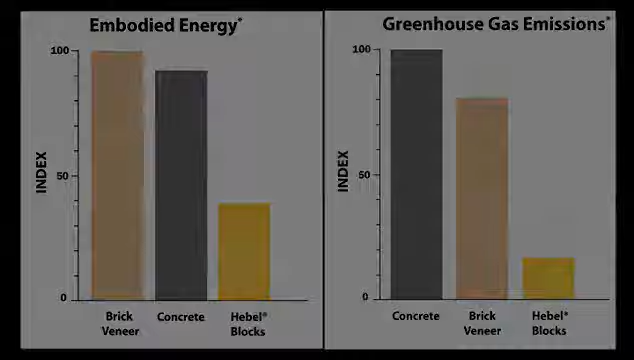 Embodied Energy*
100
50
0
INDEX
Brick
Veneer
Concrete
Hebel®
Blocks
Greenhouse Gas Emissions*
100
50
0
INDEX
Concrete
Brick
Veneer
Hebel®
Blocks